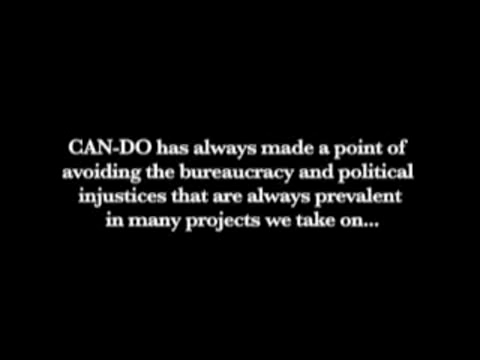 CAN-DO has always made a point of
avoiding the bureaucracy and political
injustices that are always prevalent
in many projects we take on...